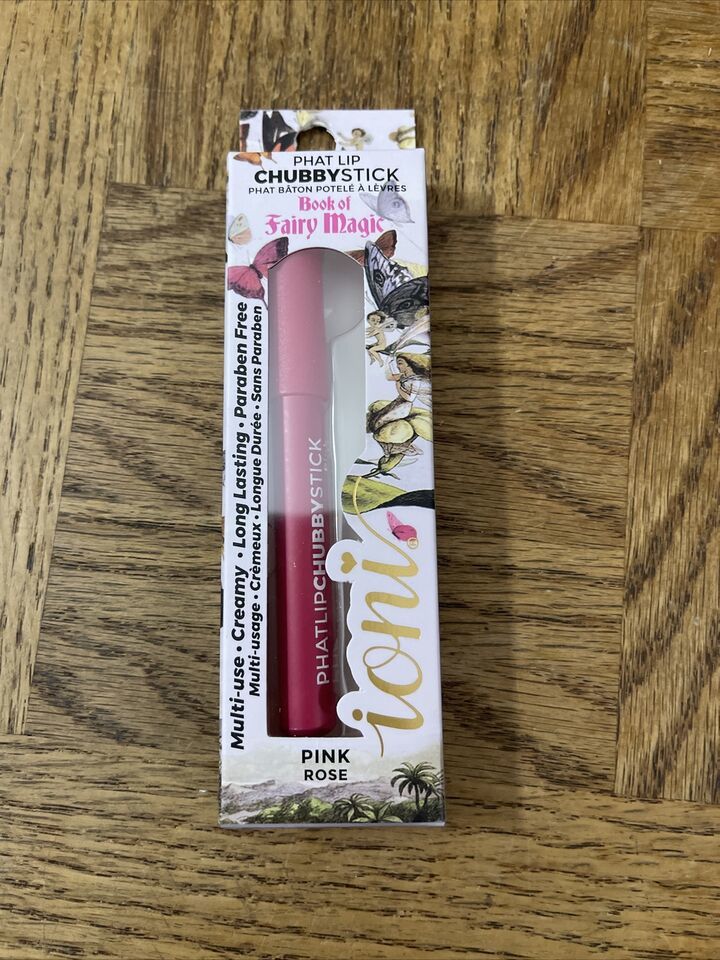 PHAT LIP
CHUBBYSTICK
PHAT BÂTON POTELÉ À LÈVRES
Book of
Fairy Magic
Multi-use • Creamy • Long Lasting • Paraben Free
Multi-usage • Crèmeux • Longue Durée • Sans Paraben
PHATLIPCHUBBYSTICK
ioni
PINK
ROSE